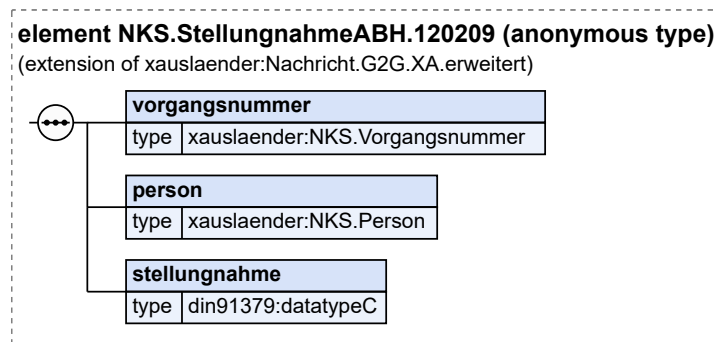 element NKS.StellungnahmeABH.120209 (anonymous type)
(extension of xauslaender:Nachricht.G2G.XA.erweitert)
vorgangsnummer
type xauslaender:NKS.Vorgangsnummer
person
type xauslaender:NKS.Person
stellungnahme
type din91379:datatypeC